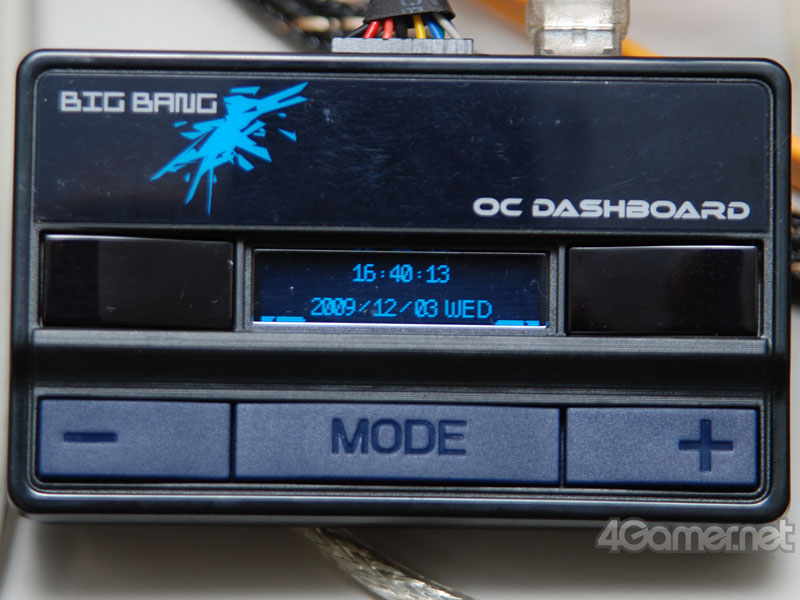 BIG BANG
OC DASHBOARD
16:40:13
2009/12/03 WED
− MODE +
4Gamer.net